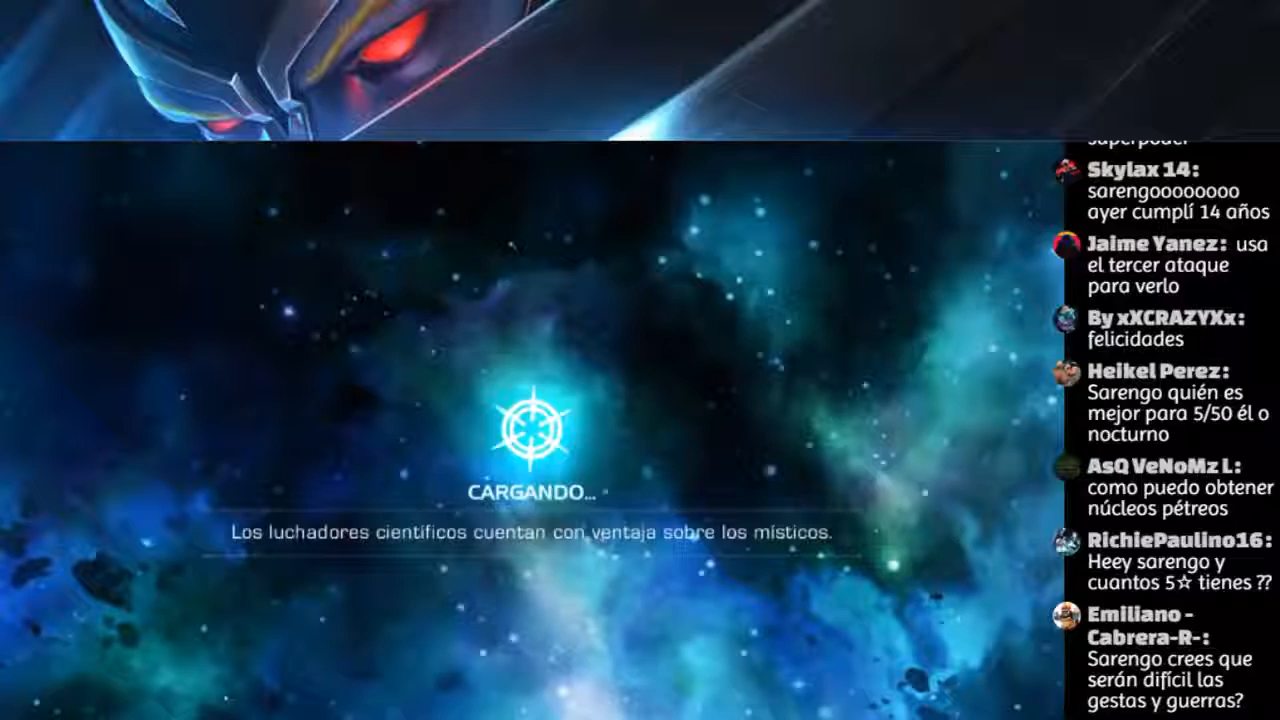 CARGANDO...
Los luchadores científicos cuentan con ventaja sobre los místicos.
superpoder
Skylax 14:
sarengoooooooo
ayer cumplí 14 años
Jaime Yanez: usa
el tercer ataque
para verlo
By xXCRAZYXx:
felicidades
Heikel Perez:
Sarengo quién es
mejor para 5/50 él o
nocturno
AsQ VeNoMz L:
como puedo obtener
núcleos pétreos
RichiePaulino16:
Heey sarengo y
cuantos 5☆ tienes ??
Emiliano -
Cabrera-R-:
Sarengo crees que
serán difícil las
gestas y guerras?